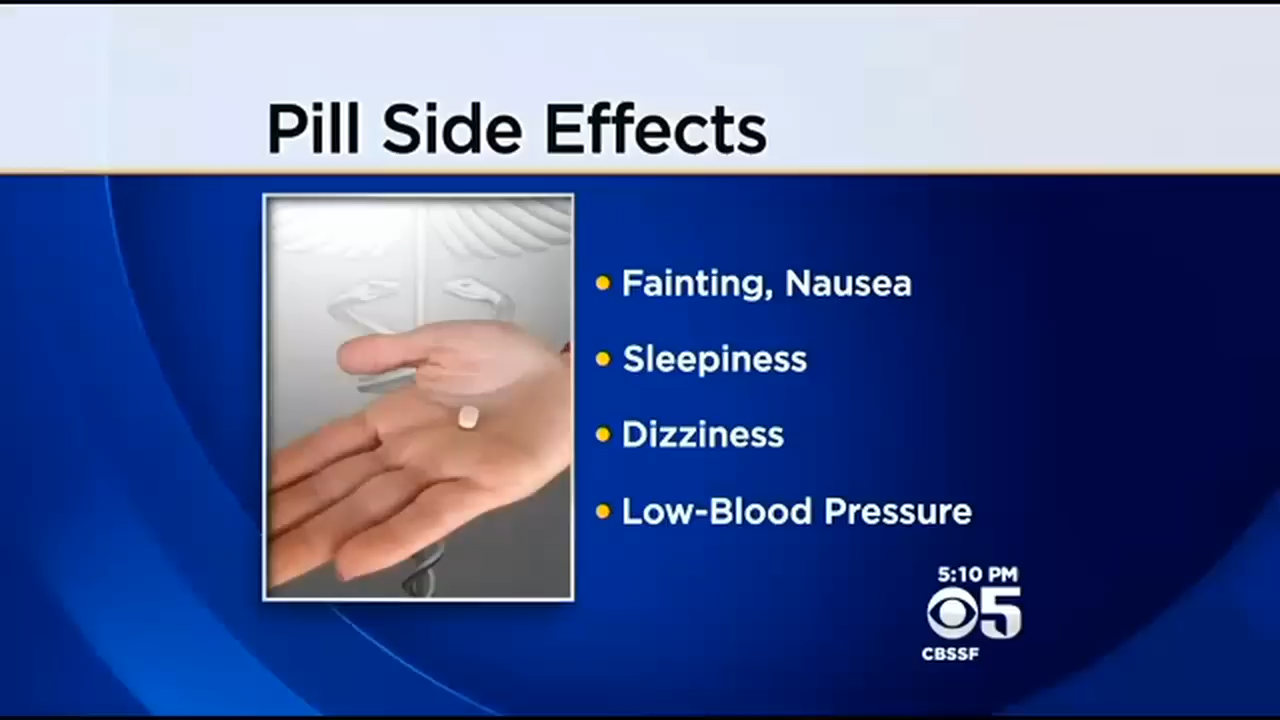 Pill Side Effects
Fainting, Nausea
Sleepiness
Dizziness
Low-Blood Pressure
5:10 PM
5
CBSSF